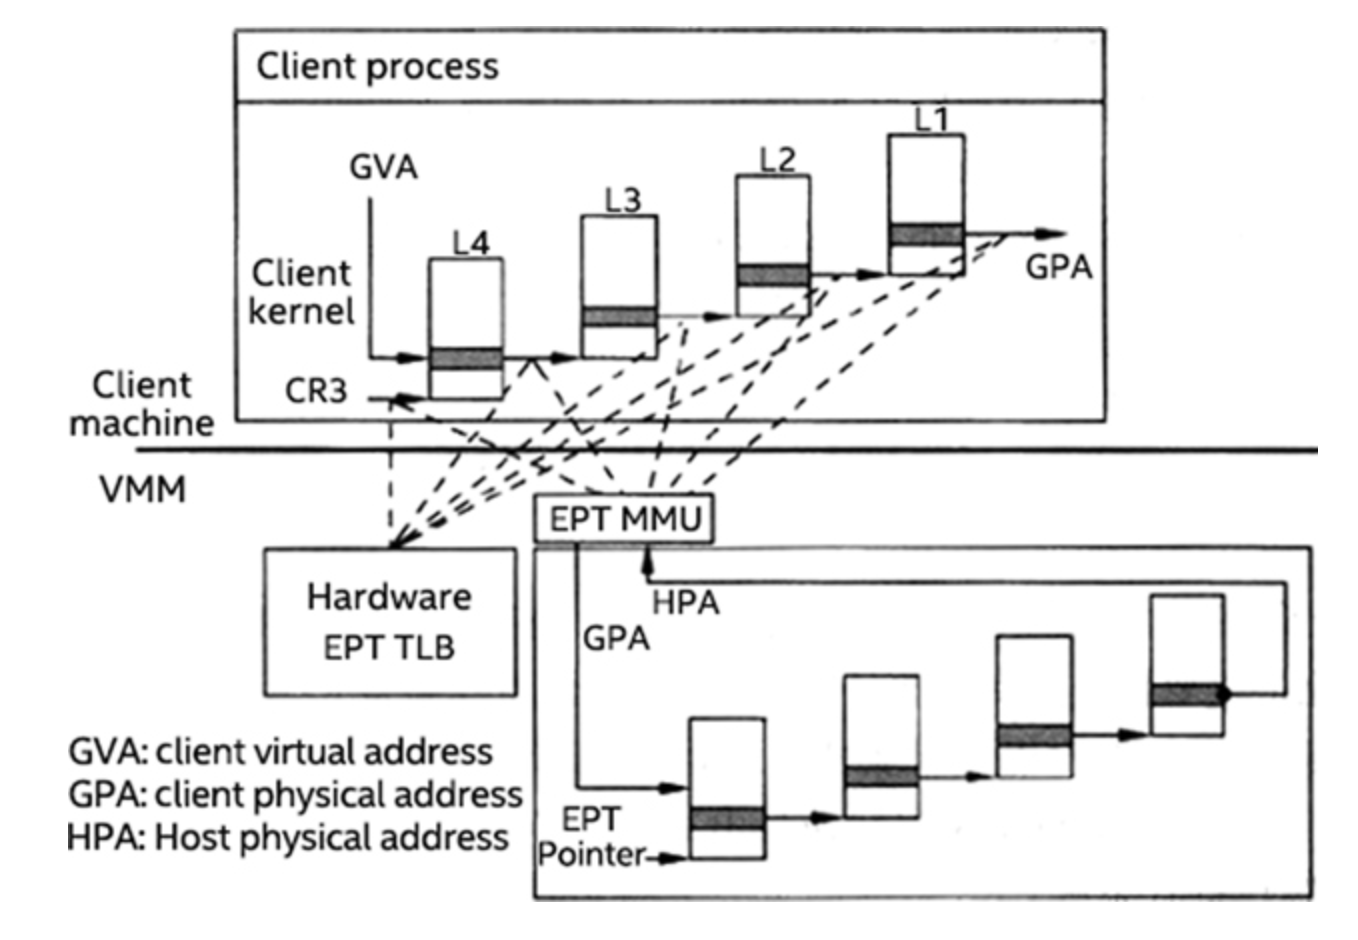 Client process
L1
L2
GVA
L3
L4
Client
kernel
GPA
CR3
Client
machine
VMM
EPT MMU
Hardware
EPT TLB
HPA
GPA
GVA: client virtual address
GPA: client physical address
HPA: Host physical address
EPT
Pointer